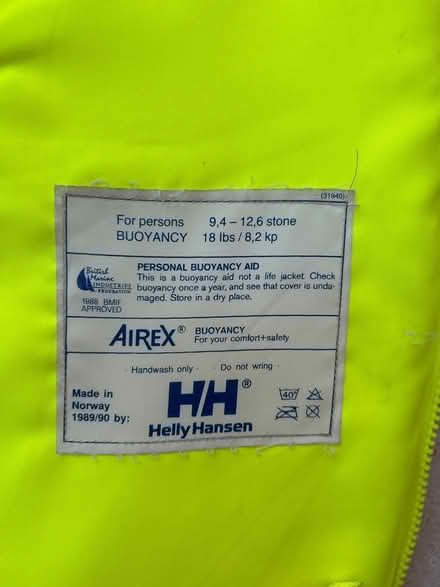 (31940)
For persons 9,4 – 12,6 stone
BUOYANCY 18 lbs / 8,2 kp
British
Marine
INDUSTRIES
FEDERATION
1988 BMIF
APPROVED
PERSONAL BUOYANCY AID
This is a buoyancy aid not a life jacket. Check
buoyancy once a year, and see that cover is unda-
maged. Store in a dry place.
AIREX® BUOYANCY
For your comfort+safety
· Handwash only · · Do not wring ·
Made in
Norway
1989/90 by:
HH®
Helly Hansen
40°